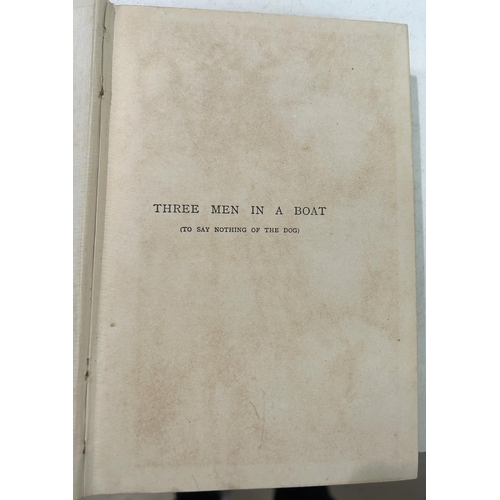 THREE MEN IN A BOAT
(TO SAY NOTHING OF THE DOG)